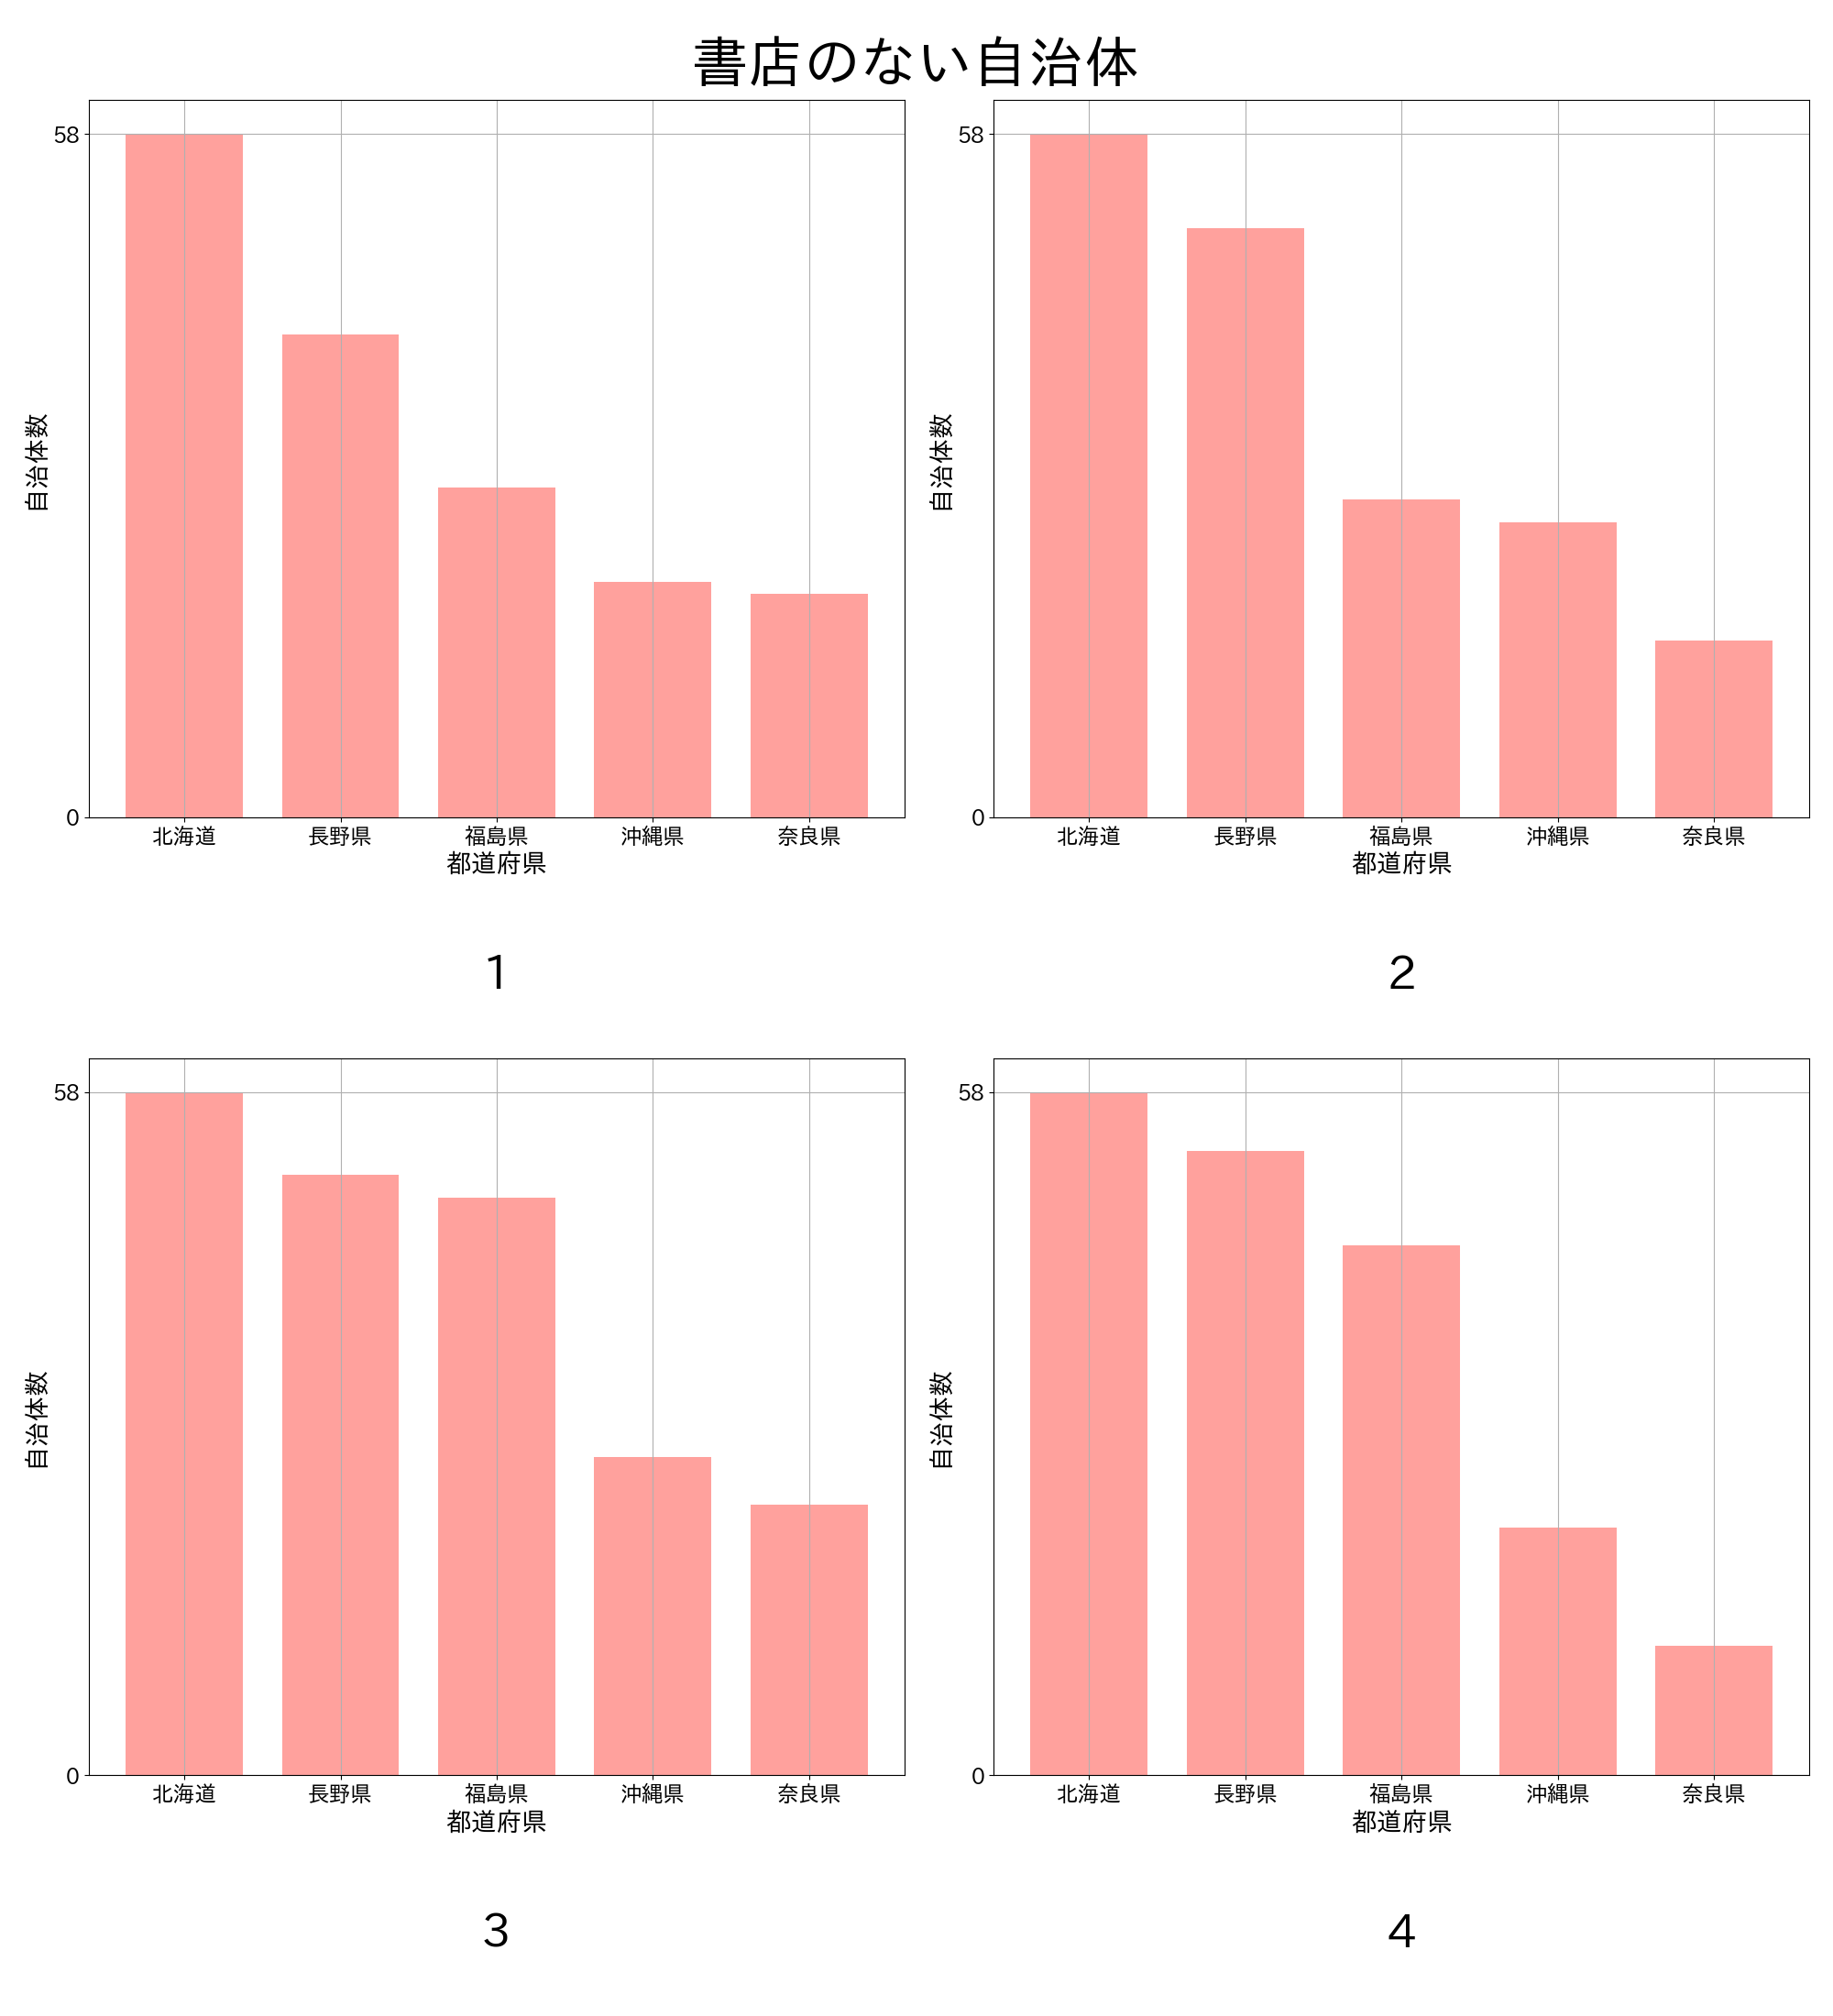 書店のない自治体
58
0
自治体数
北海道 長野県 福島県 沖縄県 奈良県
都道府県
1
58
0
自治体数
北海道 長野県 福島県 沖縄県 奈良県
都道府県
2
58
0
自治体数
北海道 長野県 福島県 沖縄県 奈良県
都道府県
3
58
0
自治体数
北海道 長野県 福島県 沖縄県 奈良県
都道府県
4